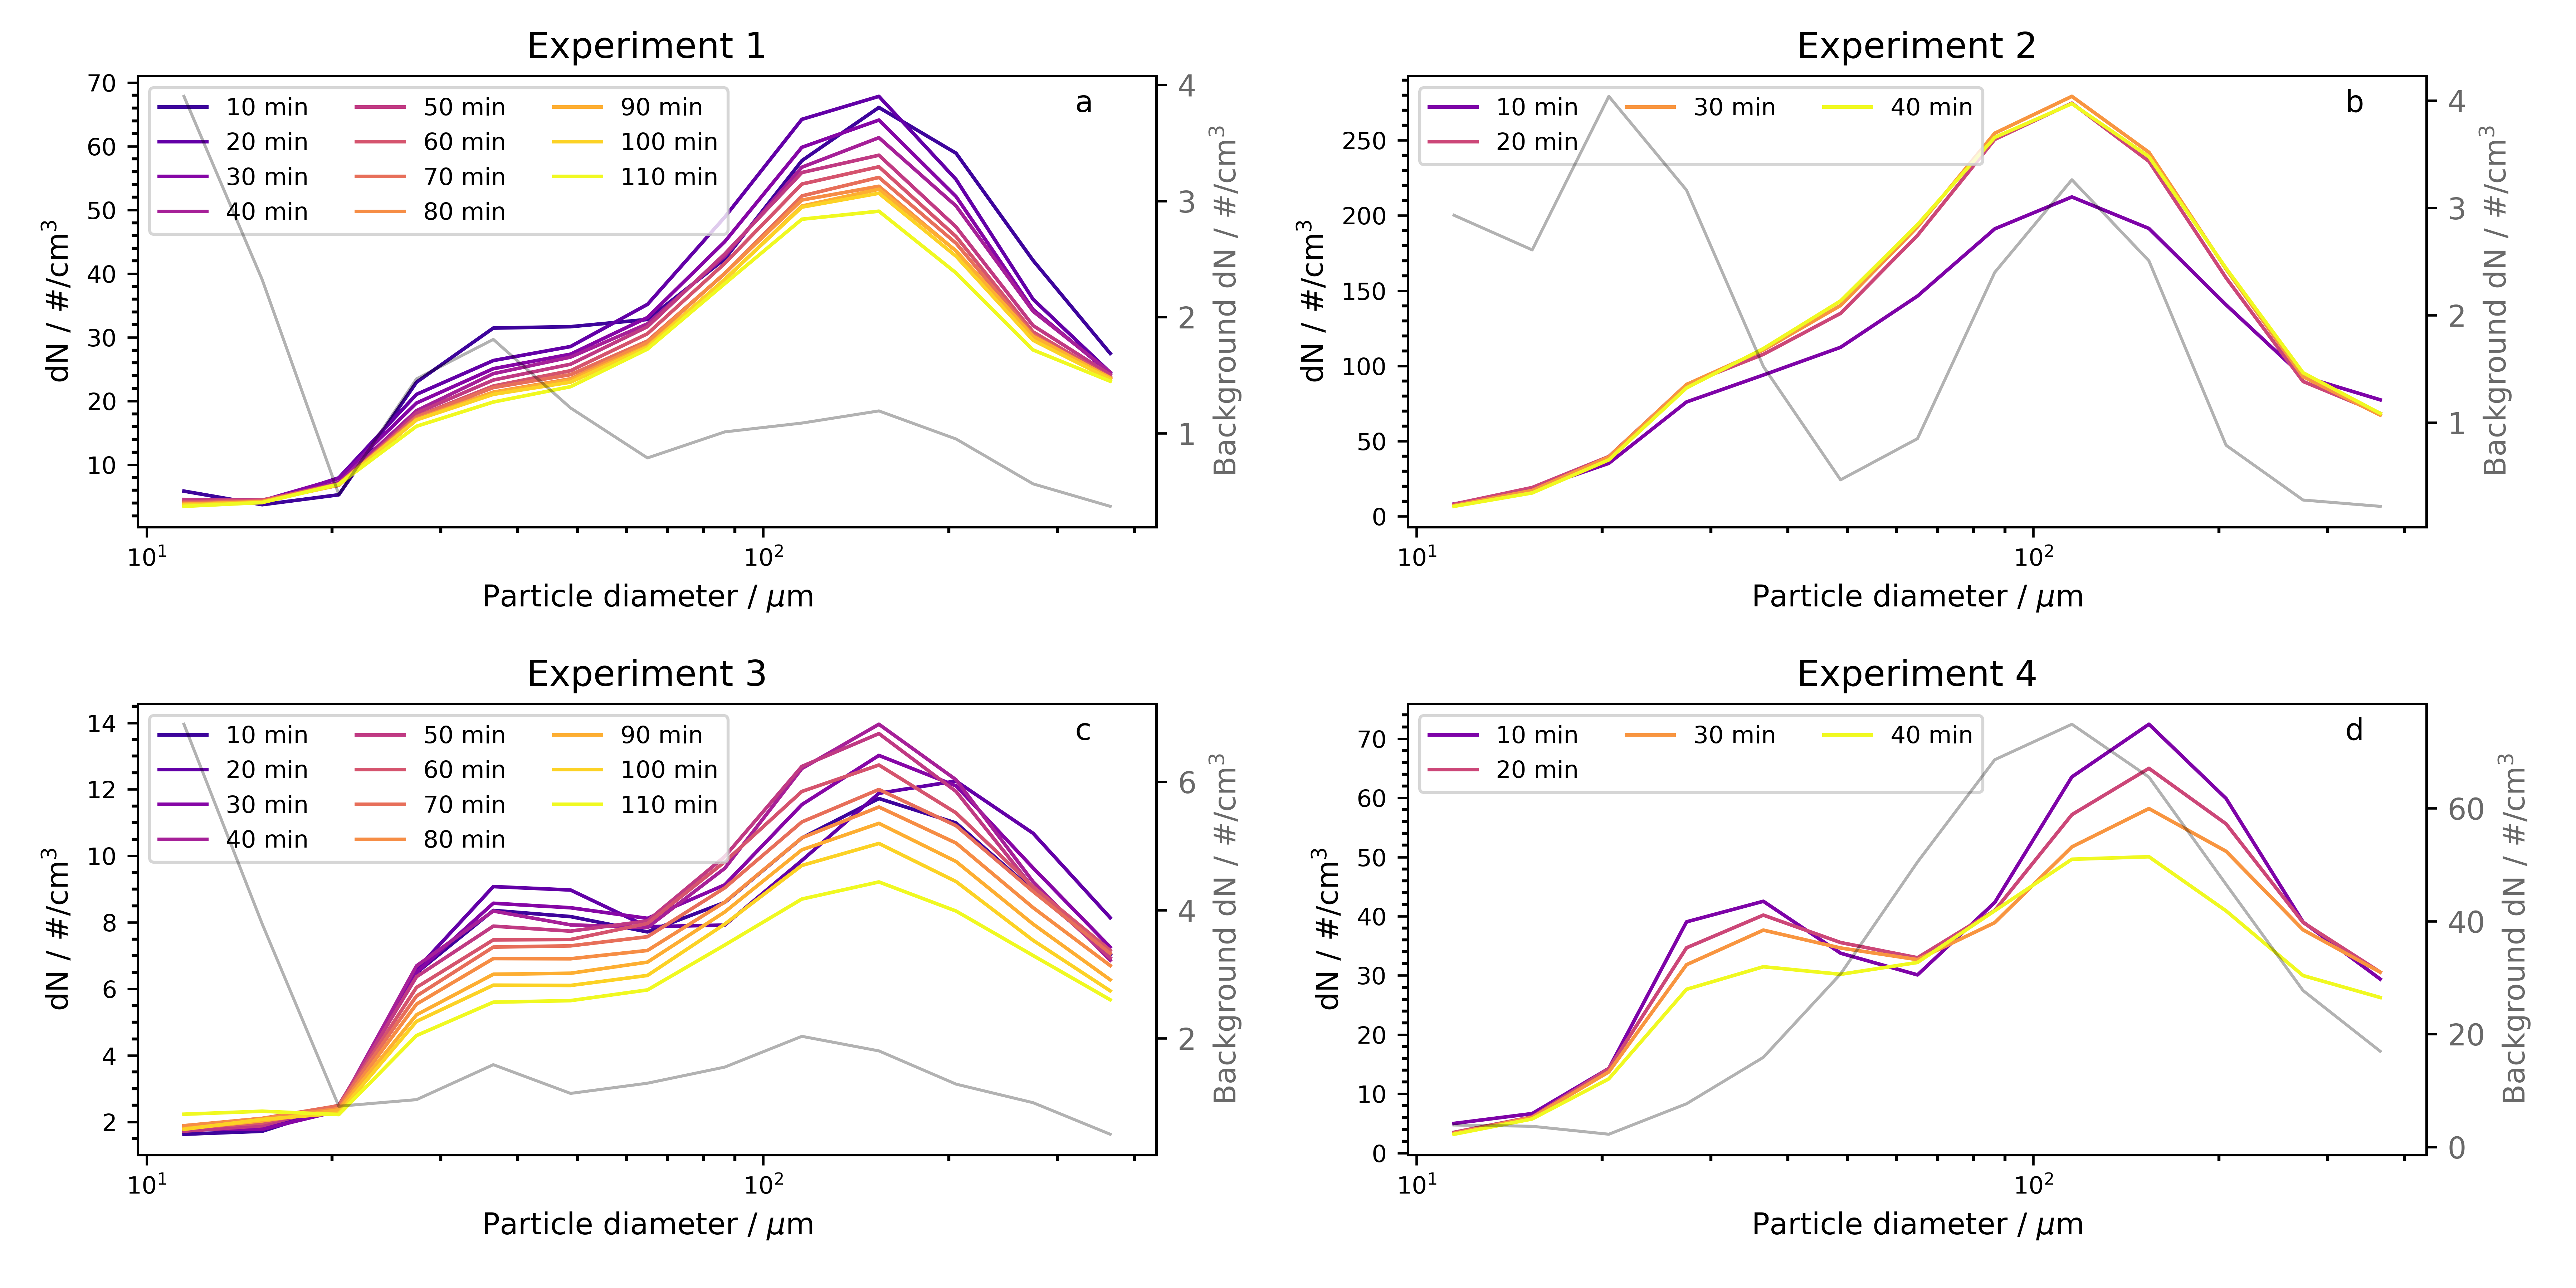 Experiment 1
a
70
60
50
40
30
20
10
dN / #/cm³
4
3
2
1
Background dN / #/cm³
10 min
20 min
30 min
40 min
50 min
60 min
70 min
80 min
90 min
100 min
110 min
10¹
10²
Particle diameter / μm
Experiment 2
b
250
200
150
100
50
0
dN / #/cm³
4
3
2
1
Background dN / #/cm³
10 min
20 min
30 min
40 min
10¹
10²
Particle diameter / μm
Experiment 3
c
14
12
10
8
6
4
2
dN / #/cm³
6
4
2
Background dN / #/cm³
10 min
20 min
30 min
40 min
50 min
60 min
70 min
80 min
90 min
100 min
110 min
10¹
10²
Particle diameter / μm
Experiment 4
d
70
60
50
40
30
20
10
0
dN / #/cm³
60
40
20
0
Background dN / #/cm³
10 min
20 min
30 min
40 min
10¹
10²
Particle diameter / μm